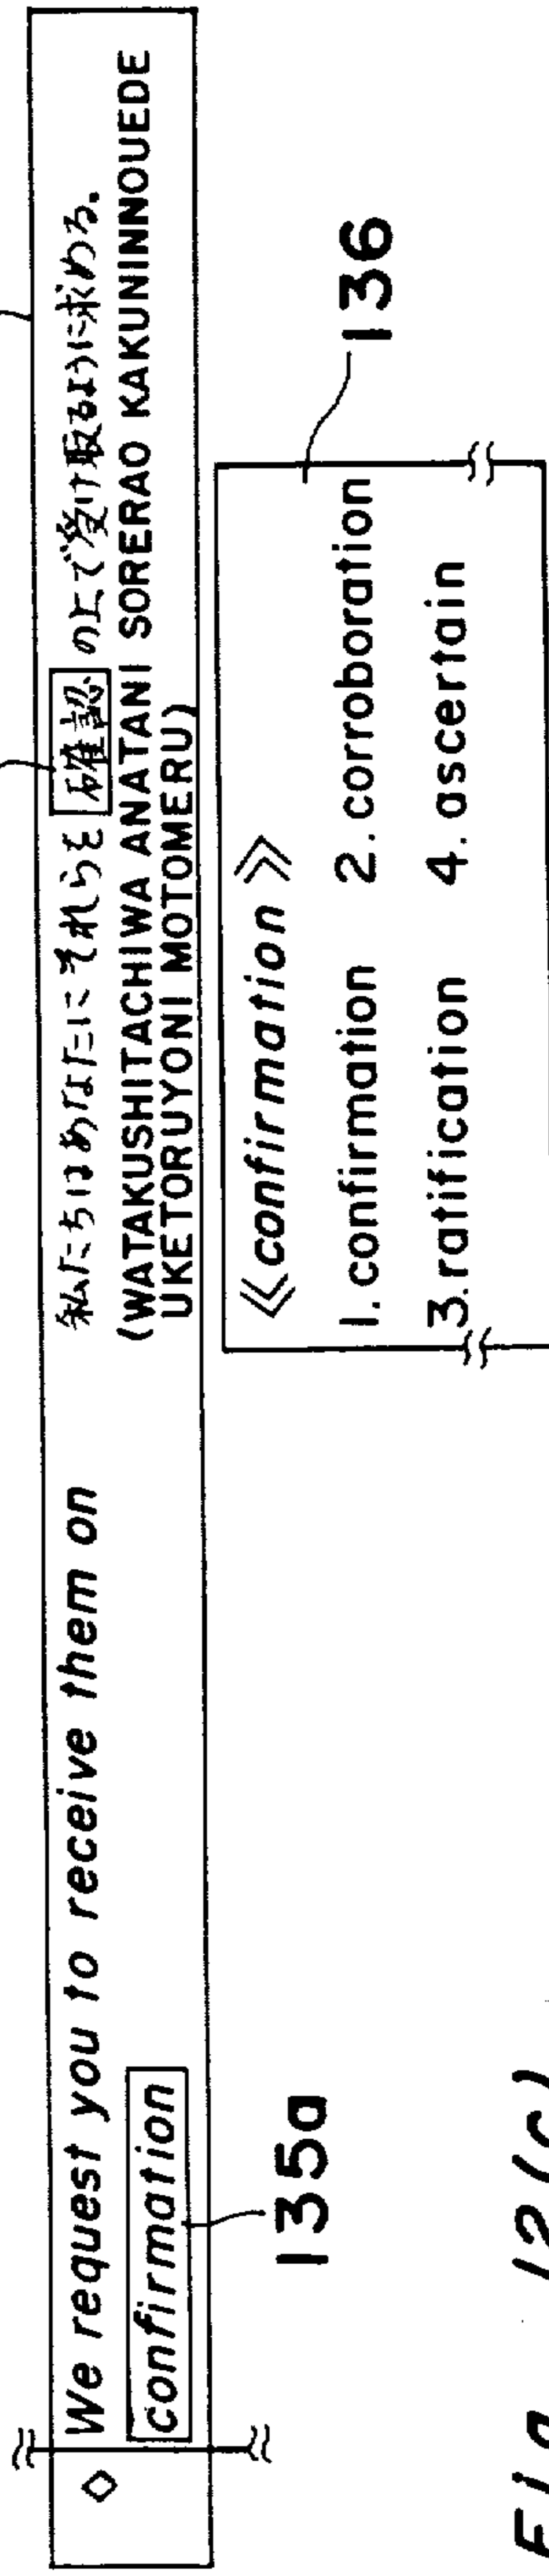 ◇ We request you to receive them on
confirmation
私たちはあなたにそれらを 確認 の上で受け取るように求める。
(WATAKUSHITACHIWA ANATANI SORERAO KAKUNINNOUEDE
UKETORUYONI MOTOMERU)
135a
≪confirmation≫
1. confirmation 2. corroboration
3. ratification 4. ascertain
136
Fig. 12(c)